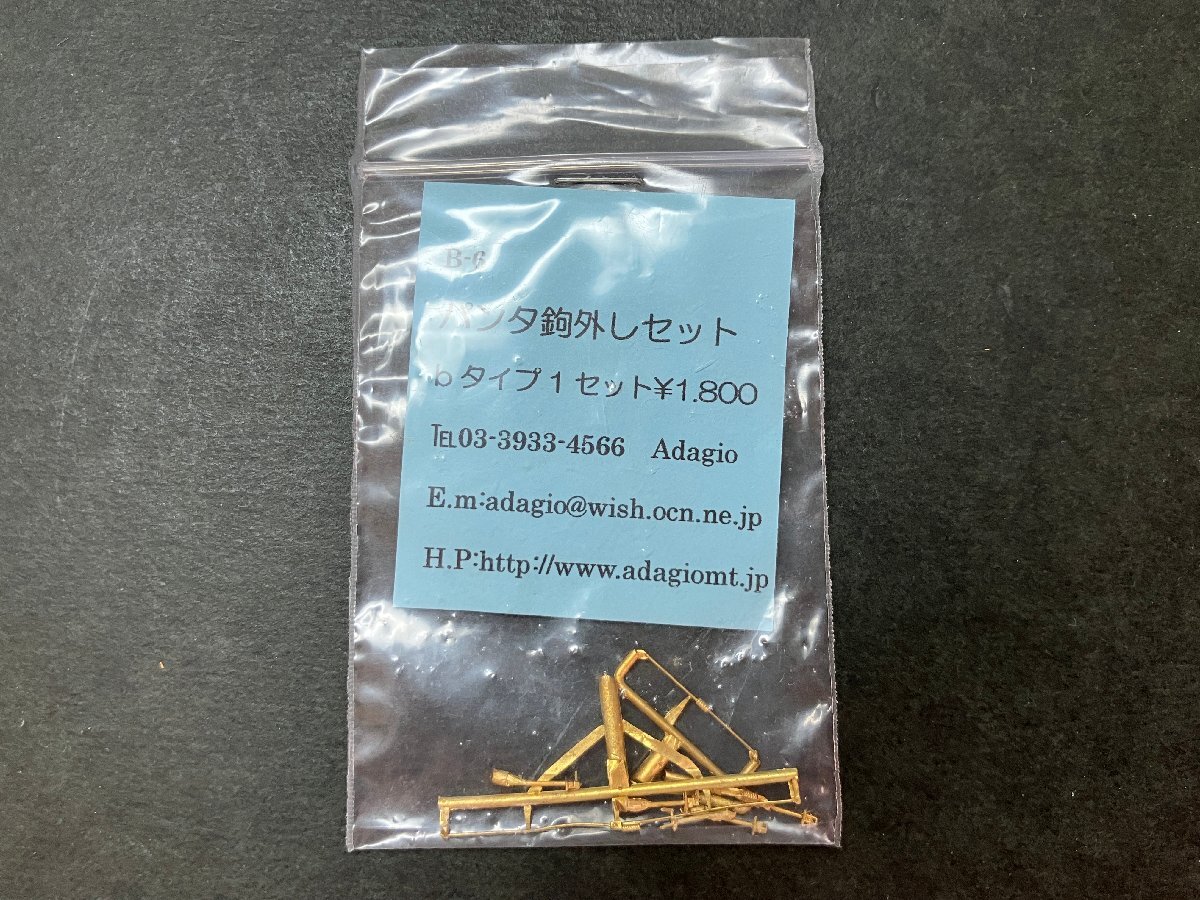 B-6
パンタ鉤外しセット
bタイプ1セット¥1.800
℡03-3933-4566 Adagio
E.m:adagio@wish.ocn.ne.jp
H.P:http://www.adagiomt.jp